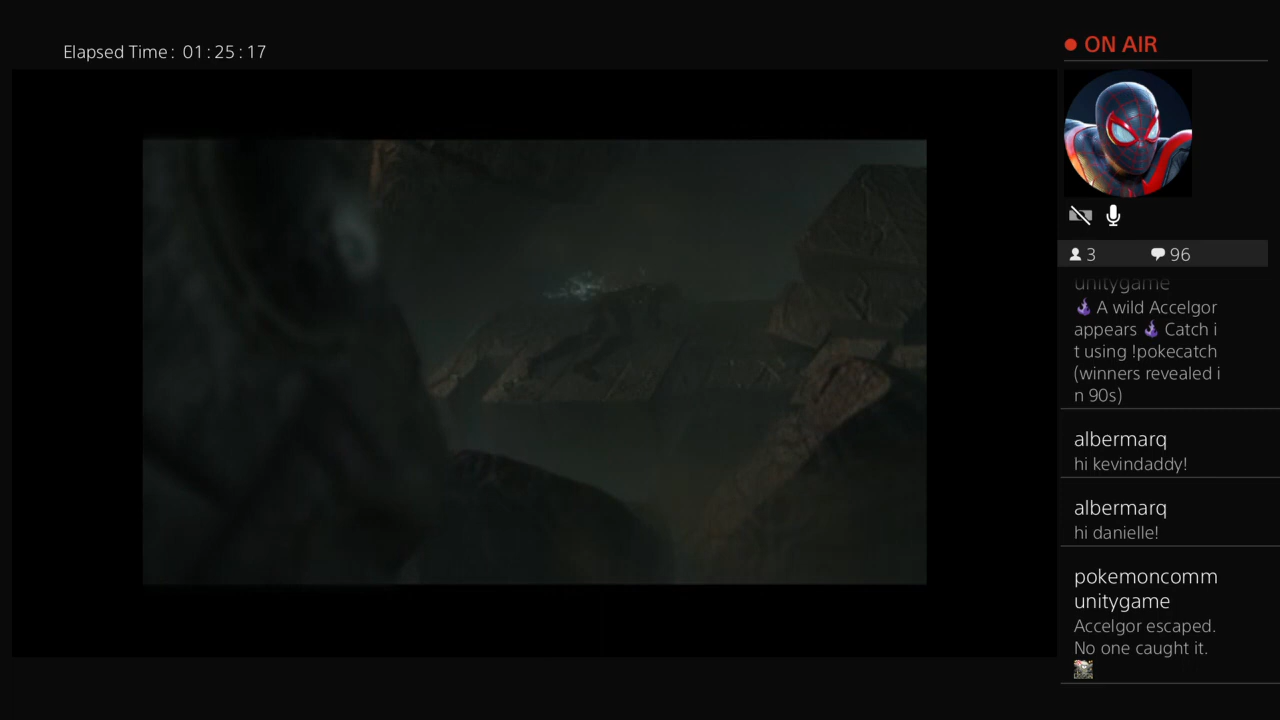 Elapsed Time: 01:25:17
ON AIR
3 96
unitygame
A wild Accelgor
appears 
Catch i
t using !pokecatch
(winners revealed i
n 90s)
albermarq
hi kevindaddy!
albermarq
hi danielle!
pokemoncomm
unitygame
Accelgor escaped.
No one caught it.